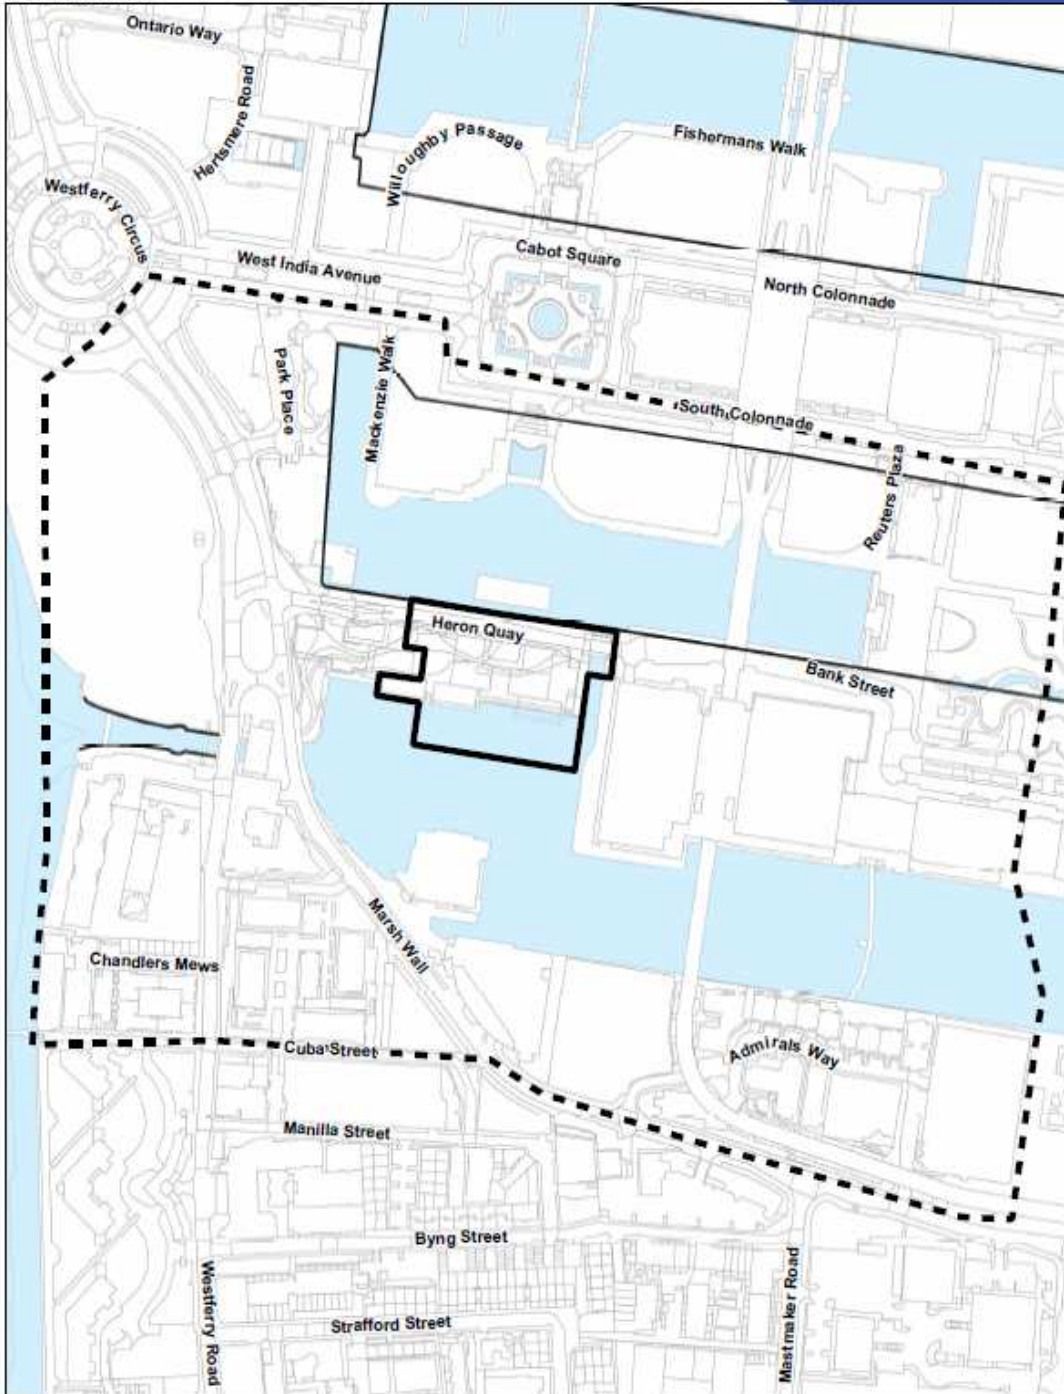 Ontario Way
Hertsmere Road
Willoughby Passage
Fishermans Walk
Westferry Circus
West India Avenue
Cabot Square
North Colonnade
Park Place
Mackenzie Walk
South Colonnade
Reuters Plaza
Heron Quay
Bank Street
Marsh Wall
Chandlers Mews
Cuba Street
Admirals Way
Manilla Street
Byng Street
Westferry Road
Strafford Street
Mastmaker Road